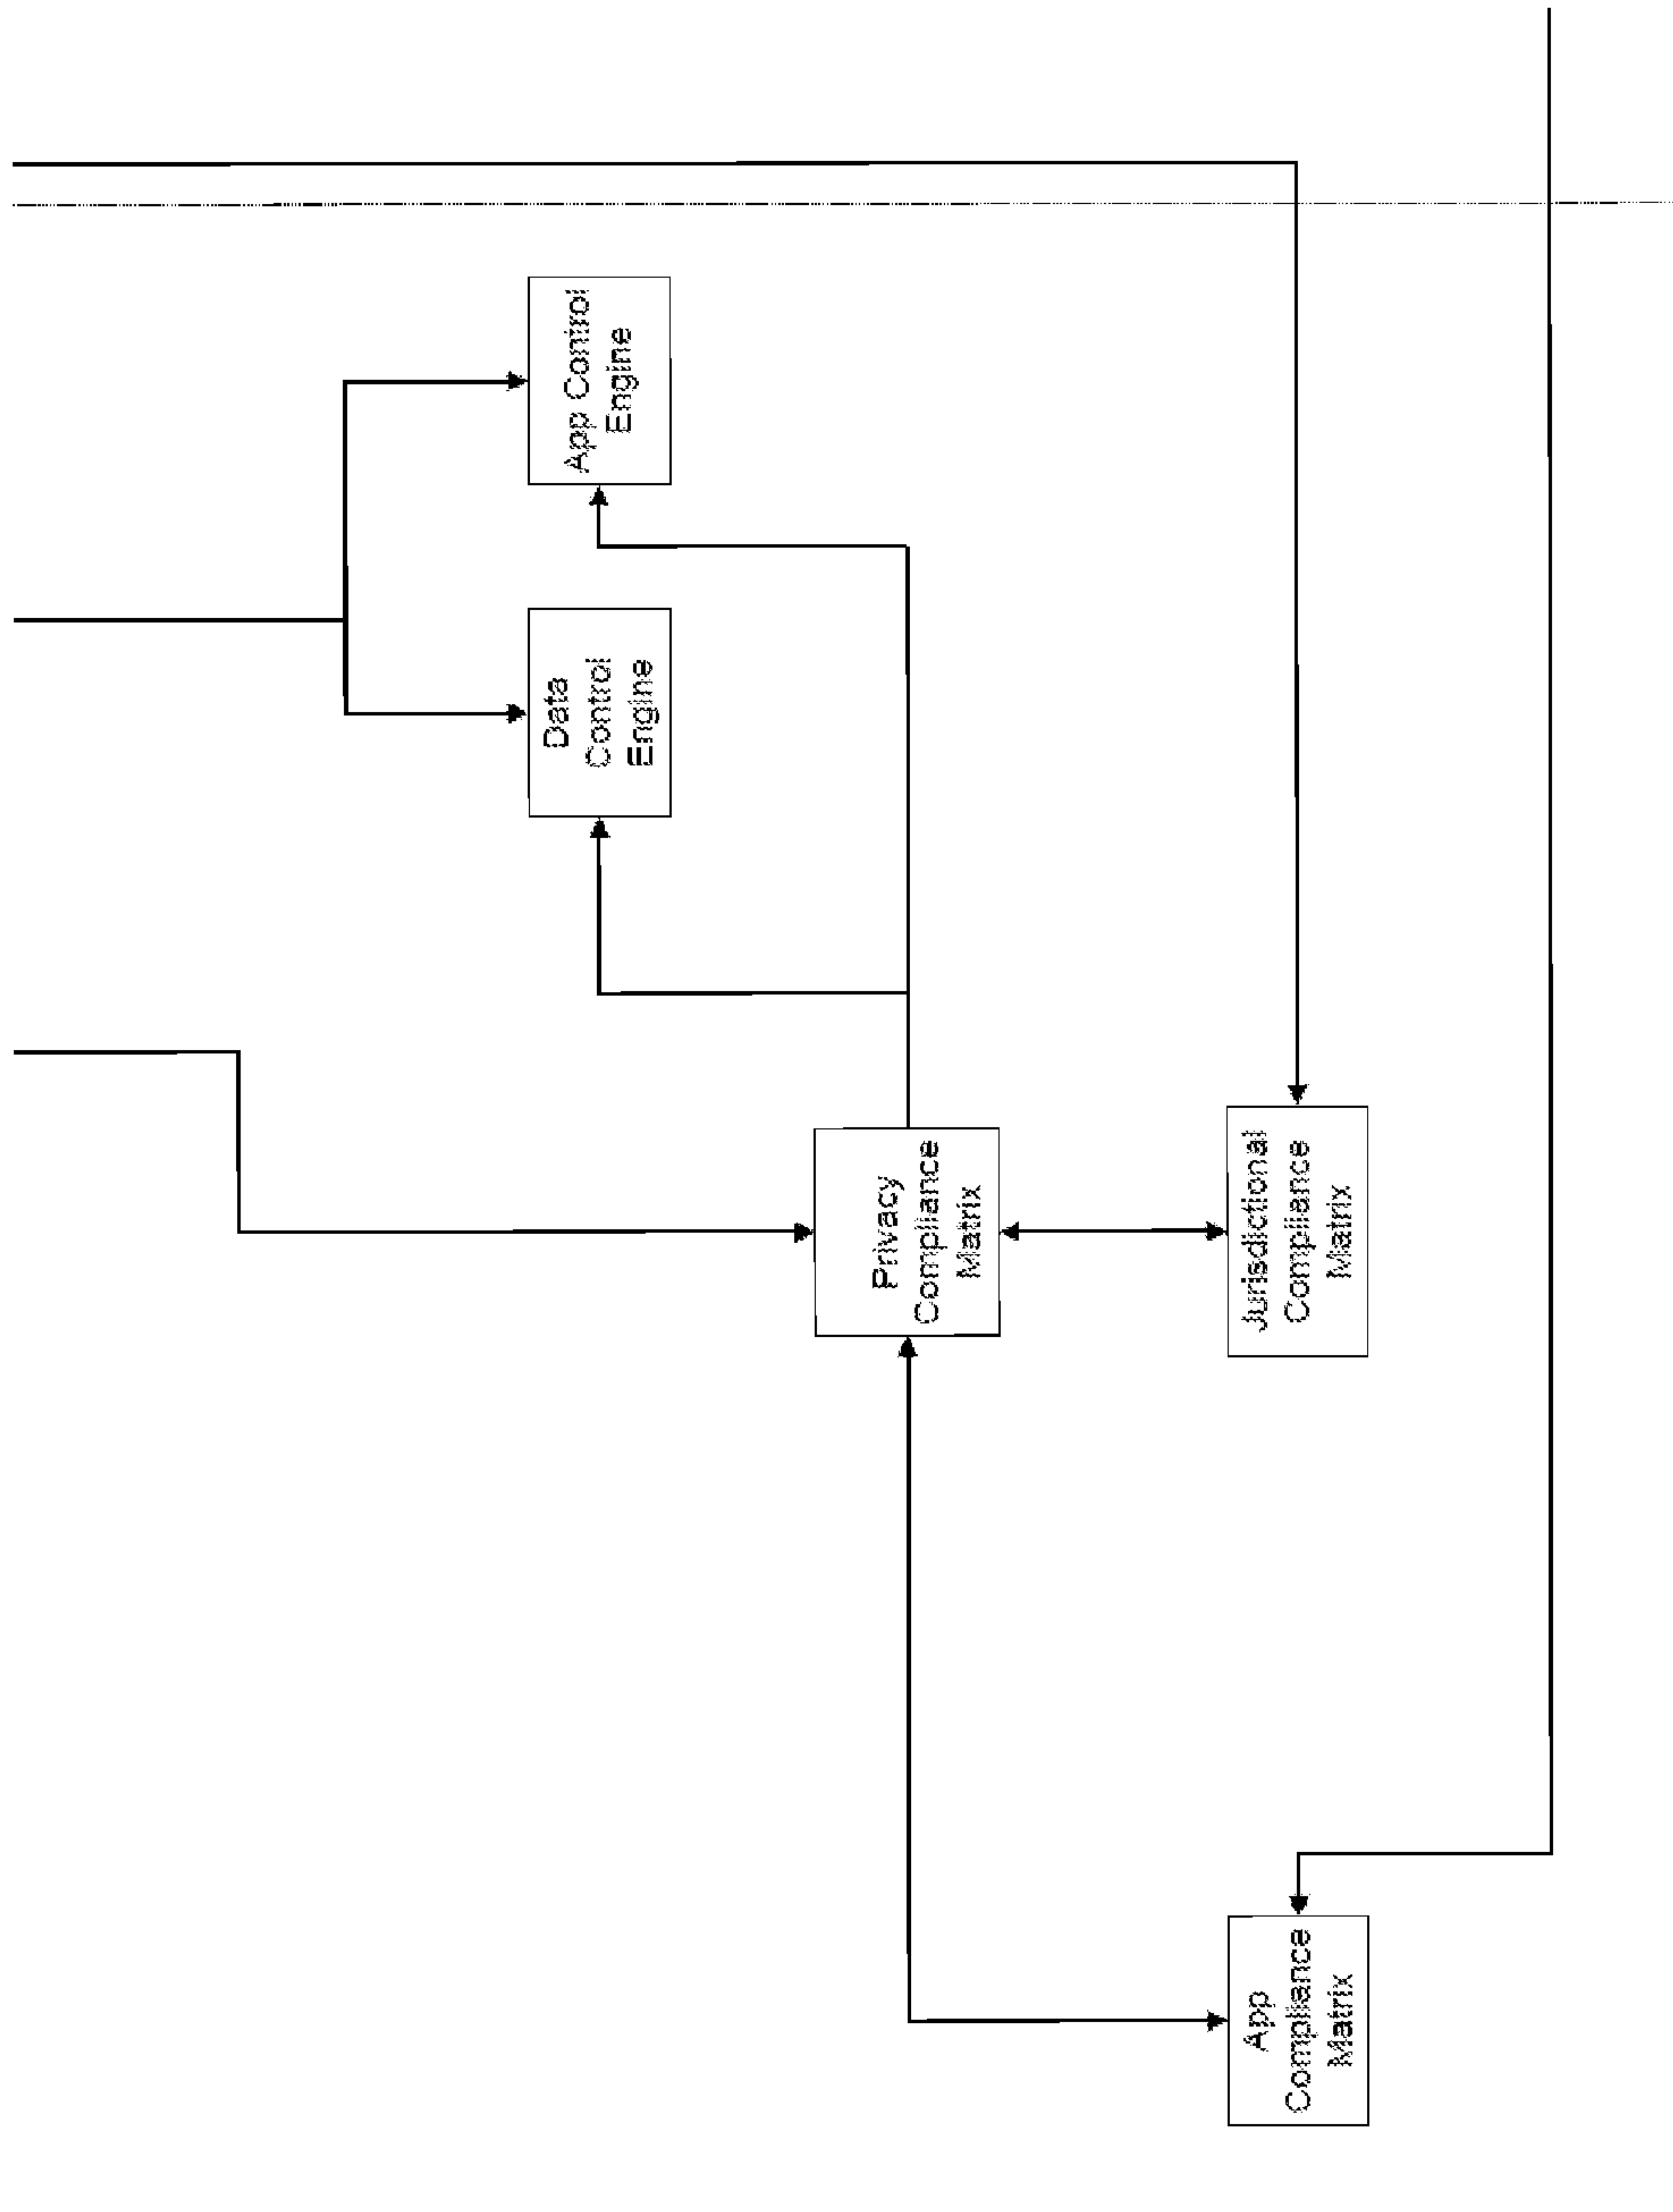 App Control
Engine
Data
Control
Engine
Privacy
Compliance
Matrix
Jurisdictional
Compliance
Matrix
App
Compliance
Matrix